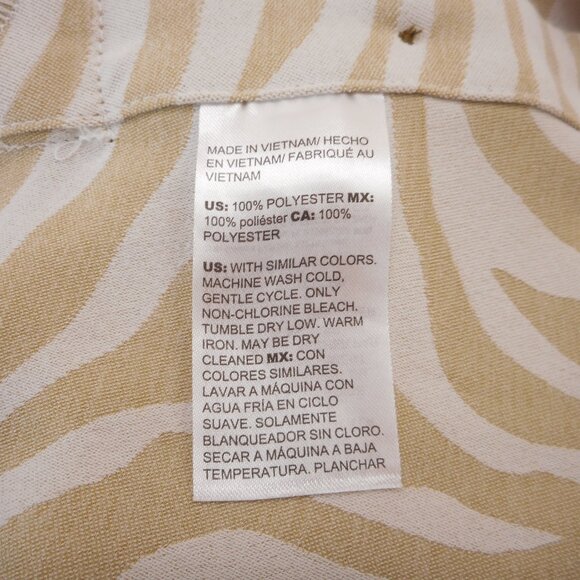 MADE IN VIETNAM/ HECHO
EN VIETNAM/ FABRIQUÉ AU
VIETNAM
US: 100% POLYESTER MX:
100% poliéster CA: 100%
POLYESTER
US: WITH SIMILAR COLORS.
MACHINE WASH COLD,
GENTLE CYCLE. ONLY
NON-CHLORINE BLEACH.
TUMBLE DRY LOW. WARM
IRON. MAY BE DRY
CLEANED MX: CON
COLORES SIMILARES.
LAVAR A MÁQUINA CON
AGUA FRÍA EN CICLO
SUAVE. SOLAMENTE
BLANQUEADOR SIN CLORO.
SECAR A MÁQUINA A BAJA
TEMPERATURA. PLANCHAR